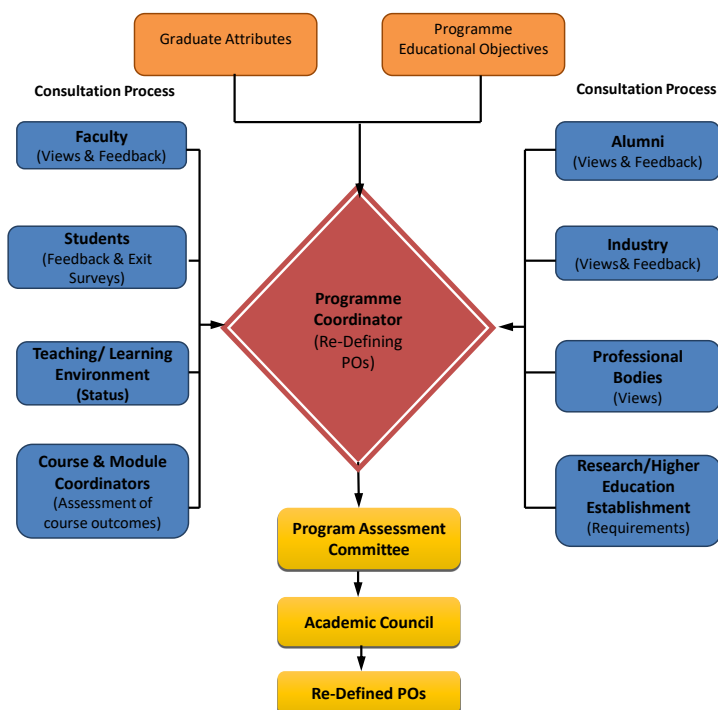 Graduate Attributes
Programme
Educational Objectives
Consultation Process
Consultation Process
Faculty
(Views & Feedback)
Students
(Feedback & Exit
Surveys)
Teaching/ Learning
Environment
(Status)
Course & Module
Coordinators
(Assessment of
course outcomes)
Programme
Coordinator
(Re-Defining
POs)
Alumni
(Views & Feedback)
Industry
(Views& Feedback)
Professional
Bodies
(Views)
Research/Higher
Education
Establishment
(Requirements)
Program Assessment
Committee
Academic Council
Re-Defined POs